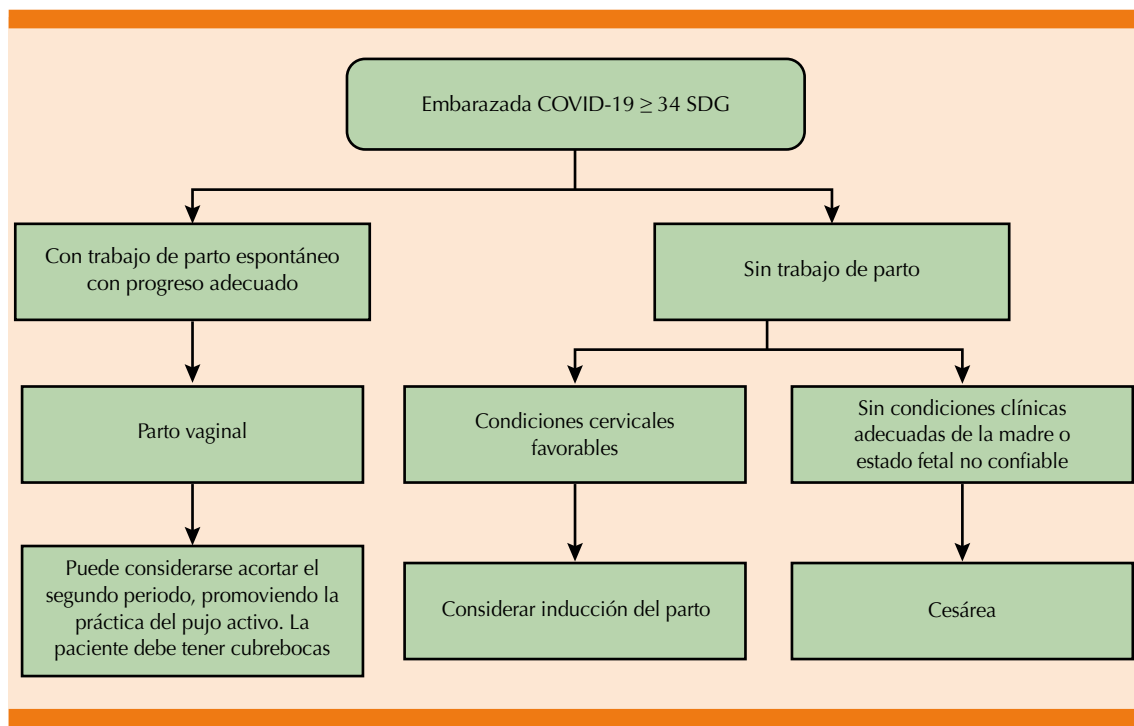 Embarazada COVID-19 ≥ 34 SDG
Con trabajo de parto espontáneo
con progreso adecuado
Sin trabajo de parto
Parto vaginal
Condiciones cervicales
favorables
Sin condiciones clínicas
adecuadas de la madre o
estado fetal no confiable
Puede considerarse acortar el
segundo periodo, promoviendo la
práctica del pujo activo. La
paciente debe tener cubrebocas
Considerar inducción del parto
Cesárea